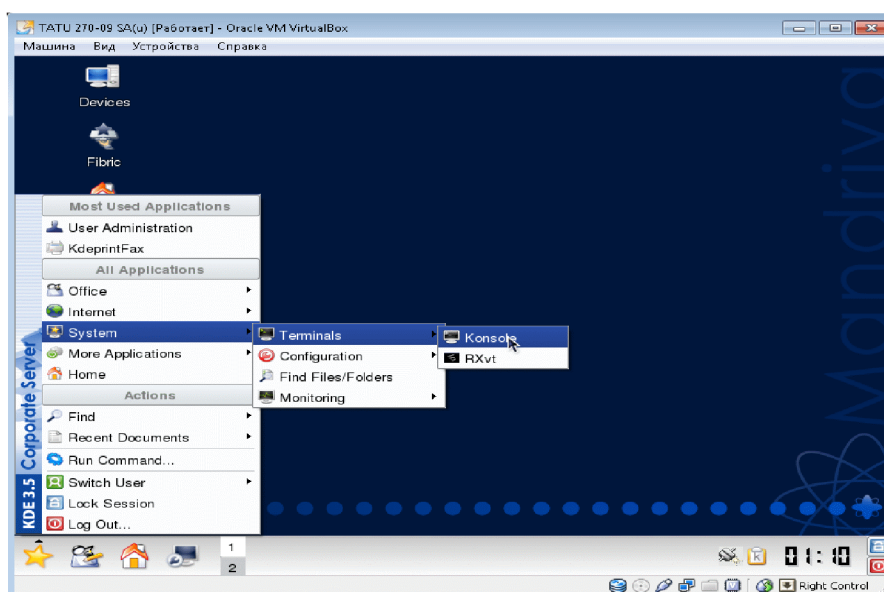 TATU 270-09 SA(u) [Работает] - Oracle VM VirtualBox
Машина Вид Устройства Справка
Devices
Fibric
Most Used Applications
User Administration
KdeprintFax
All Applications
Office
Internet
System
More Applications
Home
Actions
Find
Recent Documents
Run Command...
Switch User
Lock Session
Log Out...
KDE 3.5 Corporate Server
Terminals
Configuration
Find Files/Folders
Monitoring
Konsole
RXvt
Mandriva
1
2
01:10
Right Control